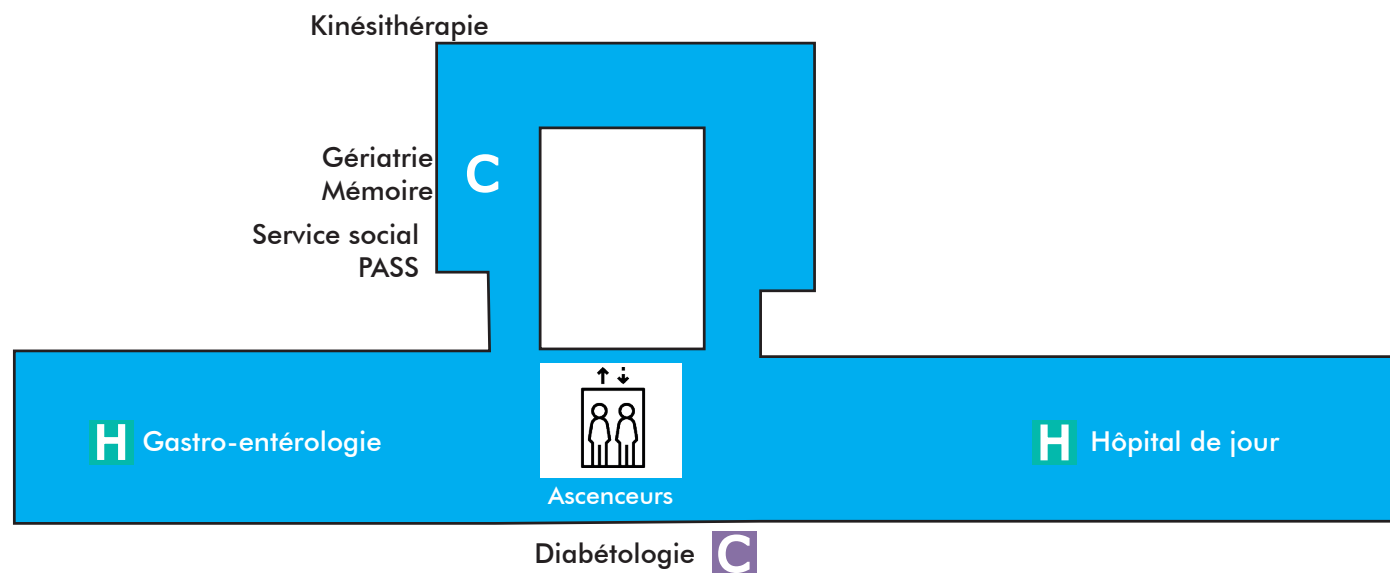 Kinésithérapie
Gériatrie
Mémoire
C
Service social
PASS
H Gastro-entérologie
Ascenceurs
H Hôpital de jour
Diabétologie C